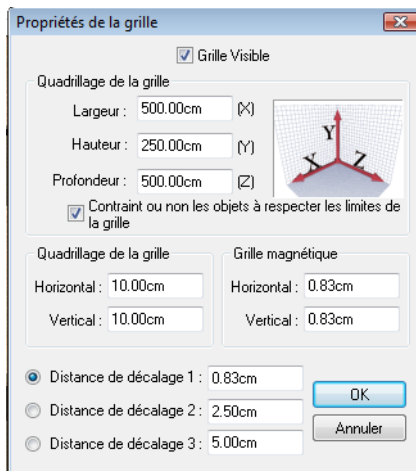 Propriétés de la grille
Grille Visible
Quadrillage de la grille
Largeur : 500.00cm (X)
Hauteur : 250.00cm (Y)
Profondeur : 500.00cm (Z)
Y
X Z
Contraint ou non les objets à respecter les limites de
la grille
Quadrillage de la grille
Horizontal : 10.00cm
Vertical : 10.00cm
Grille magnétique
Horizontal : 0.83cm
Vertical : 0.83cm
Distance de décalage 1 : 0.83cm
Distance de décalage 2 : 2.50cm
Distance de décalage 3 : 5.00cm
OK
Annuler